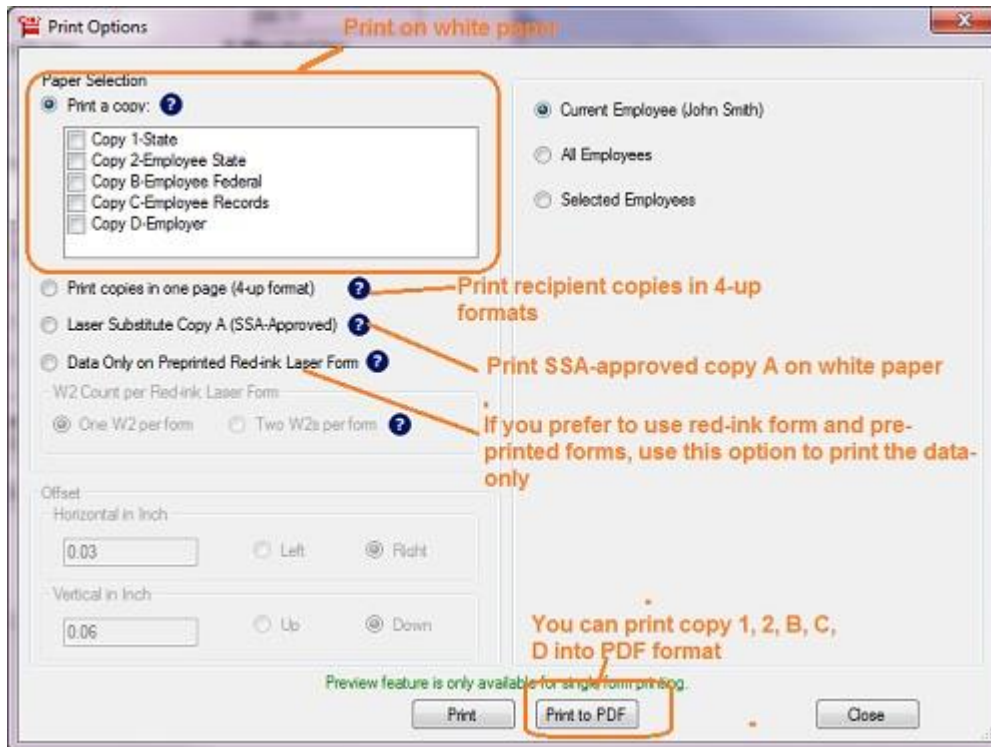 Print Options
Print on white paper
Paper Selection
Print a copy: ?
Copy 1-State
Copy 2-Employee State
Copy B-Employee Federal
Copy C-Employee Records
Copy D-Employer
Current Employee (John Smith)
All Employees
Selected Employees
Print copies in one page (4-up format) ?
Print recipient copies in 4-up
formats
Laser Substitute Copy A (SSA-Approved) ?
Print SSA-approved copy A on white paper
Data Only on Preprinted Red-ink Laser Form ?
W2 Count per Red-ink Laser Form
One W2 per form
Two W2s per form ?
If you prefer to use red-ink form and pre-
printed forms, use this option to print the data-
only
Offset
Horizontal in Inch
0.03
Left
Right
Vertical in Inch
0.06
Up
Down
You can print copy 1, 2, B, C,
D into PDF format
Preview feature is only available for single form printing.
Print
Print to PDF
Close